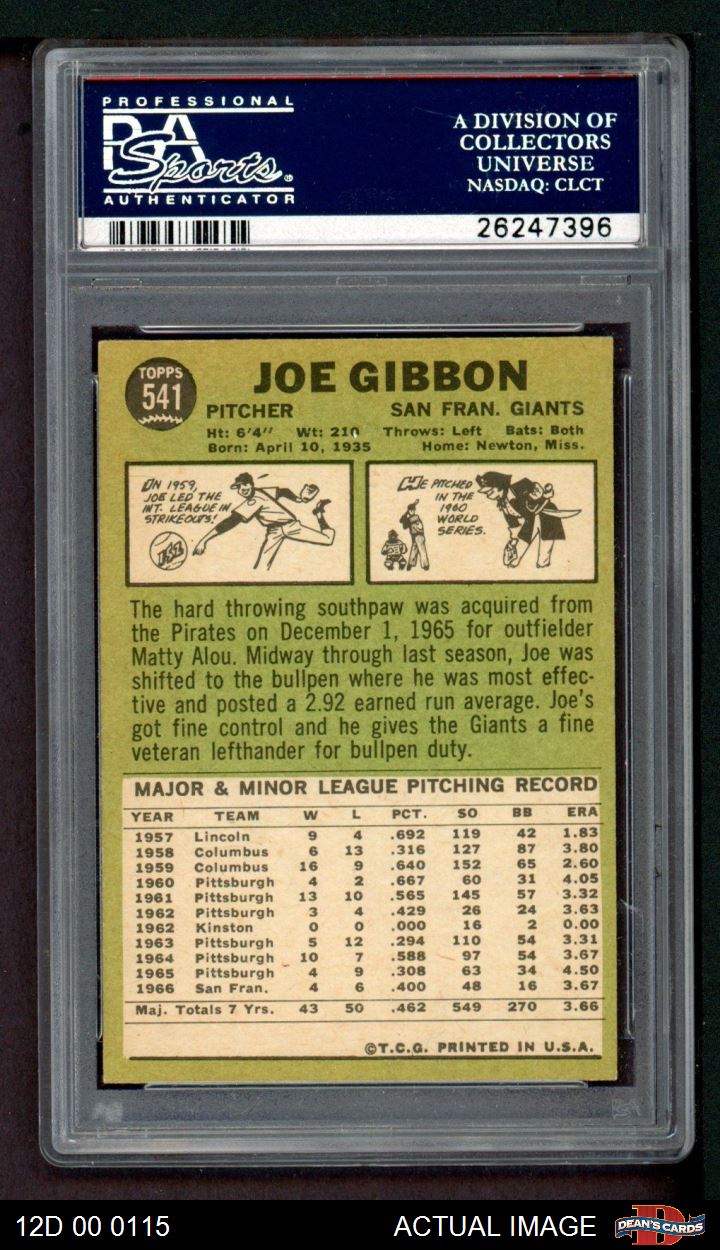 PROFESSIONAL
PSA
Sports
AUTHENTICATOR
A DIVISION OF
COLLECTORS
UNIVERSE
NASDAQ: CLCT
26247396
TOPPS
541
JOE GIBBON
PITCHER SAN FRAN. GIANTS
Ht: 6'4" Wt: 210 Throws: Left Bats: Both
Born: April 10, 1935 Home: Newton, Miss.
IN 1959,
JOE LED THE
INT. LEAGUE IN
STRIKEOUTS!
152
HE PITCHED
IN THE
1960
WORLD
SERIES.
The hard throwing southpaw was acquired from
the Pirates on December 1, 1965 for outfielder
Matty Alou. Midway through last season, Joe was
shifted to the bullpen where he was most effec-
tive and posted a 2.92 earned run average. Joe's
got fine control and he gives the Giants a fine
veteran lefthander for bullpen duty.
MAJOR & MINOR LEAGUE PITCHING RECORD
YEAR TEAM W L PCT. SO BB ERA
1957 Lincoln 9 4 .692 119 42 1.83
1958 Columbus 6 13 .316 127 87 3.80
1959 Columbus 16 9 .640 152 65 2.60
1960 Pittsburgh 4 2 .667 60 31 4.05
1961 Pittsburgh 13 10 .565 145 57 3.32
1962 Pittsburgh 3 4 .429 26 24 3.63
1962 Kinston 0 0 .000 16 2 0.00
1963 Pittsburgh 5 12 .294 110 54 3.31
1964 Pittsburgh 10 7 .588 97 54 3.67
1965 Pittsburgh 4 9 .308 63 34 4.50
1966 San Fran. 4 6 .400 48 16 3.67
Maj. Totals 7 Yrs. 43 50 .462 549 270 3.66
©T.C.G. PRINTED IN U.S.A.
12D 00 0115 ACTUAL IMAGE
DEAN'S CARDS